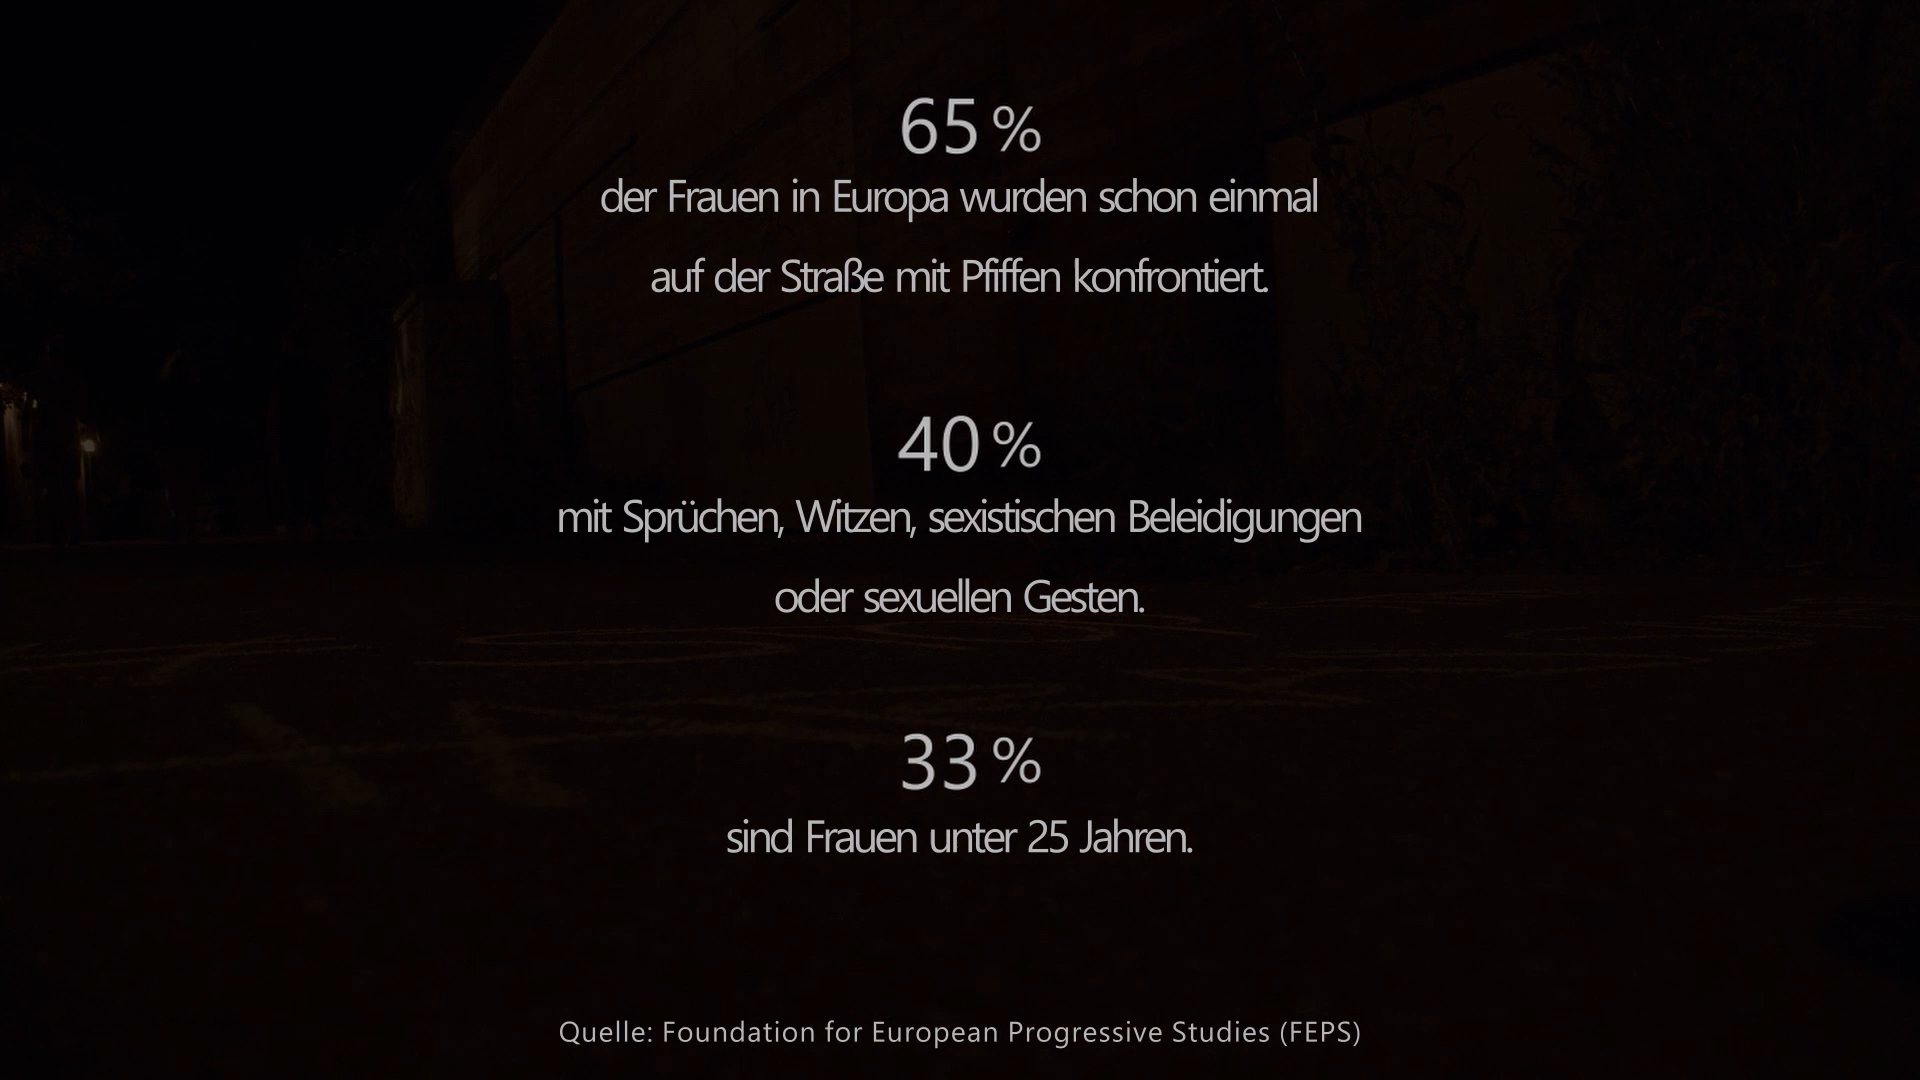 65 %
der Frauen in Europa wurden schon einmal
auf der Straße mit Pfiffen konfrontiert.
40 %
mit Sprüchen, Witzen, sexistischen Beleidigungen
oder sexuellen Gesten.
33 %
sind Frauen unter 25 Jahren.
Quelle: Foundation for European Progressive Studies (FEPS)